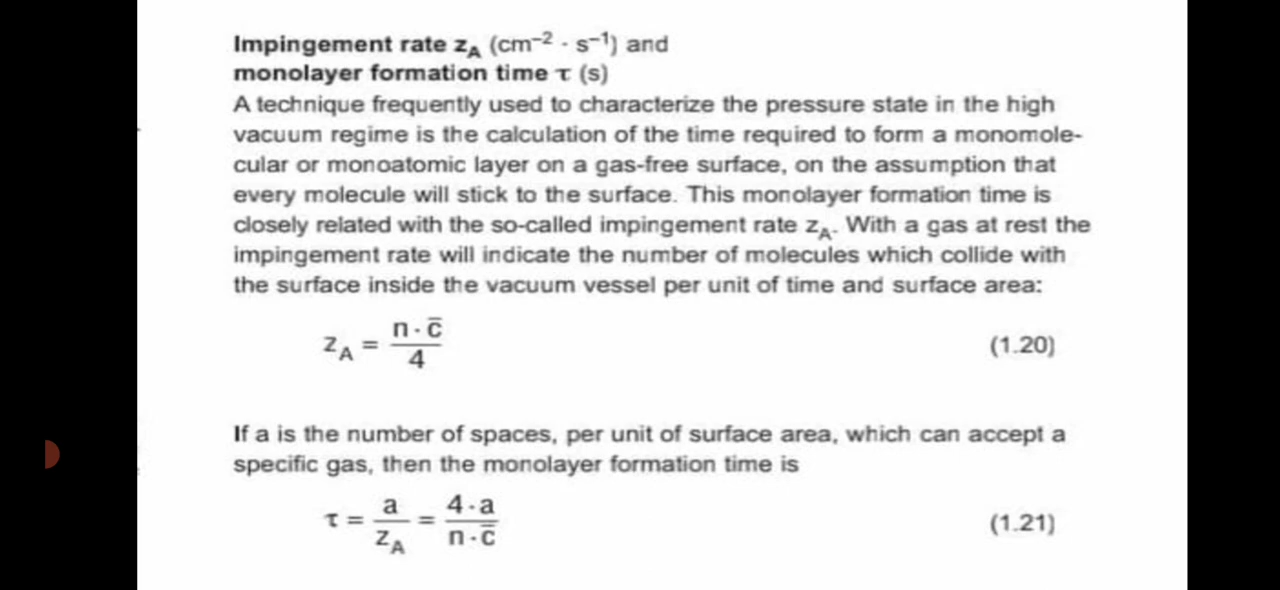 Impingement rate zA (cm–2 · s–1) and
monolayer formation time τ (s)
A technique frequently used to characterize the pressure state in the high
vacuum regime is the calculation of the time required to form a monomole-
cular or monoatomic layer on a gas-free surface, on the assumption that
every molecule will stick to the surface. This monolayer formation time is
closely related with the so-called impingement rate zA. With a gas at rest the
impingement rate will indicate the number of molecules which collide with
the surface inside the vacuum vessel per unit of time and surface area:
zA = n · c̄ / 4 (1.20)
If a is the number of spaces, per unit of surface area, which can accept a
specific gas, then the monolayer formation time is
τ = a / zA = 4 · a / n · c̄ (1.21)